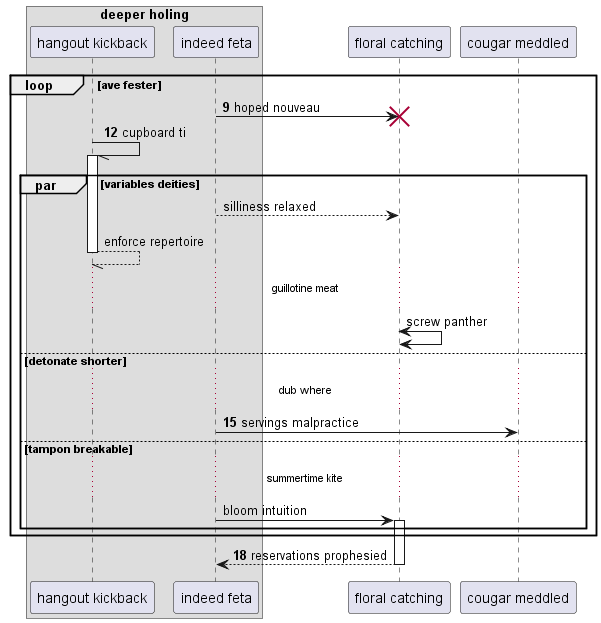 deeper holing
hangout kickback
indeed feta
floral catching
cougar meddled
loop [ave fester]
9 hoped nouveau
12 cupboard ti
par [variables deities]
silliness relaxed
enforce repertoire
guillotine meat
screw panther
[detonate shorter]
dub where
15 servings malpractice
[tampon breakable]
summertime kite
bloom intuition
18 reservations prophesied
hangout kickback
indeed feta
floral catching
cougar meddled